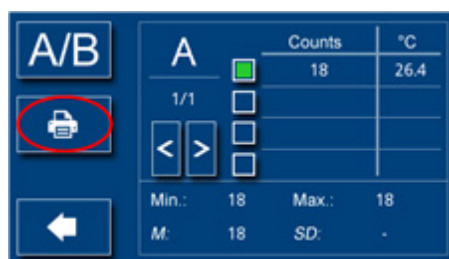 A/B A Counts °C
18 26.4
1/1
< >
Min.: 18 Max.: 18
M: 18 SD: -